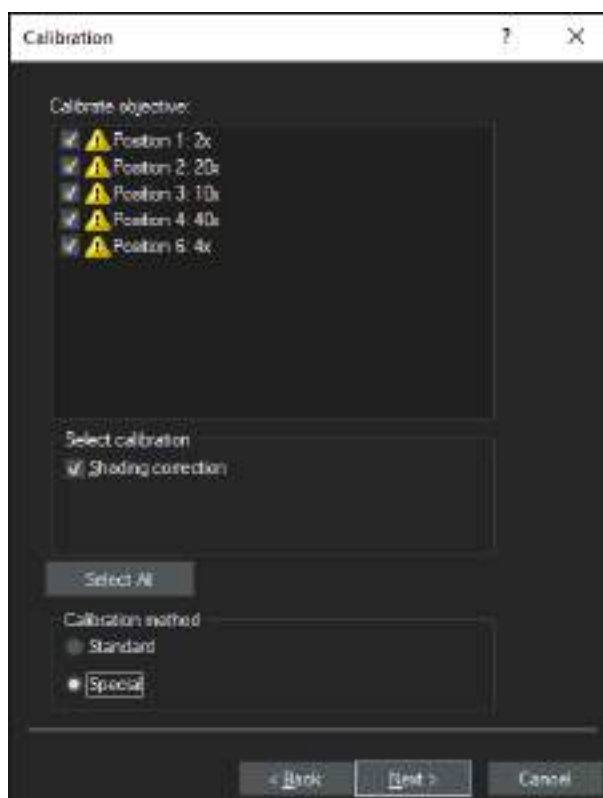 Calibration ? ×
Calibrate objective:
Position 1: 2x
Position 2: 20x
Position 3: 10x
Position 4: 40x
Position 6: 4x
Select calibration
Shading correction
Select All
Calibration method
Standard
Special
< Back Next > Cancel